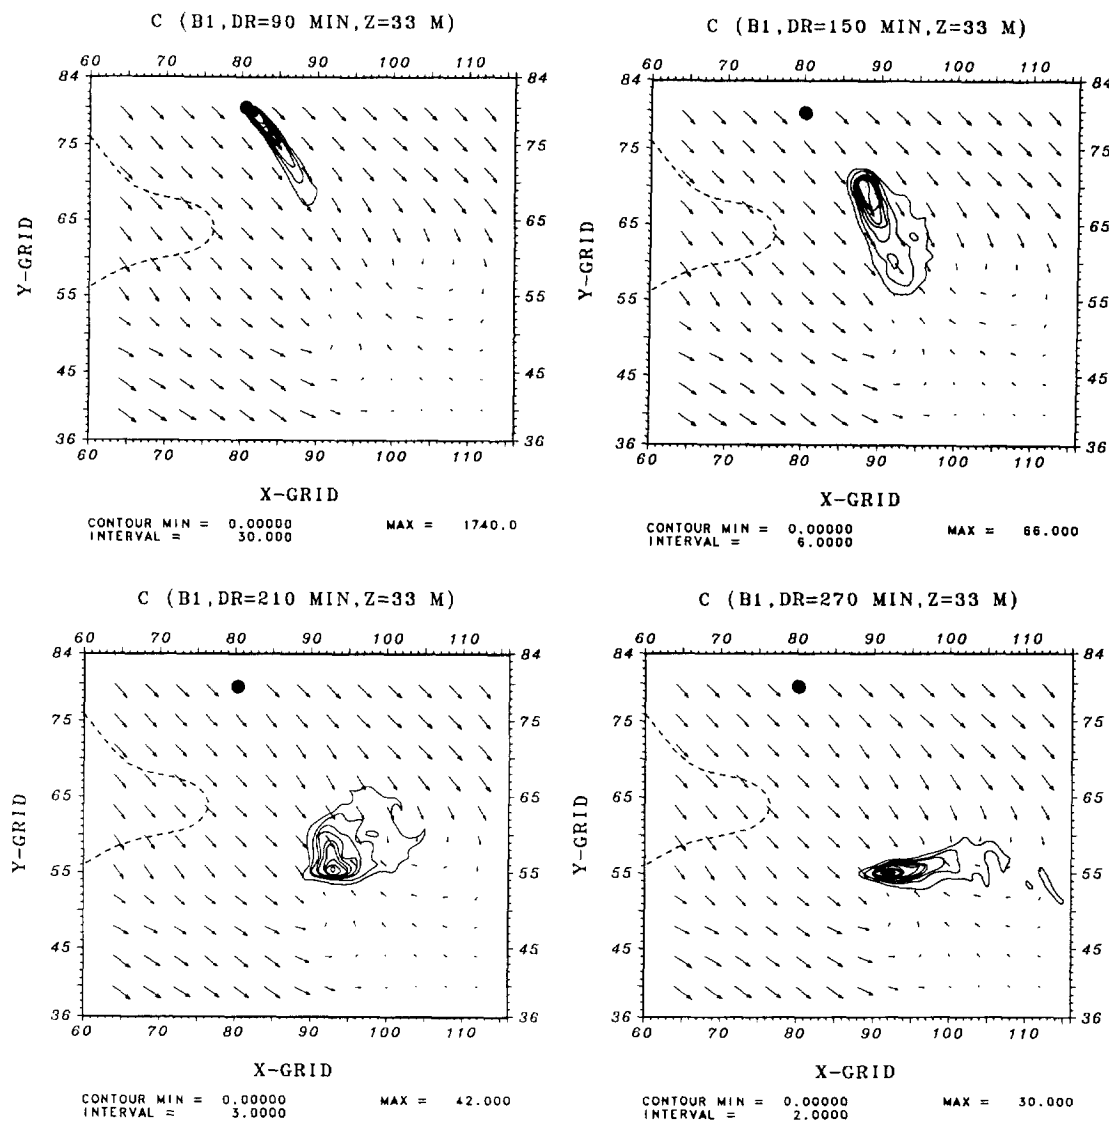 C (B1,DR=90 MIN,Z=33 M)
60 70 80 90 100 110
84 84
75 75
65 65
55 55
45 45
36 36
Y-GRID
60 70 80 90 100 110
X-GRID
CONTOUR MIN = 0.00000 MAX = 1740.0
INTERVAL = 30.000
C (B1,DR=150 MIN,Z=33 M)
60 70 80 90 100 110
84 84
75 75
65 65
55 55
45 45
36 36
Y-GRID
60 70 80 90 100 110
X-GRID
CONTOUR MIN = 0.00000 MAX = 66.000
INTERVAL = 6.0000
C (B1,DR=210 MIN,Z=33 M)
60 70 80 90 100 110
84 84
75 75
65 65
55 55
45 45
36 36
Y-GRID
60 70 80 90 100 110
X-GRID
CONTOUR MIN = 0.00000 MAX = 42.000
INTERVAL = 3.0000
C (B1,DR=270 MIN,Z=33 M)
60 70 80 90 100 110
84 84
75 75
65 65
55 55
45 45
36 36
Y-GRID
60 70 80 90 100 110
X-GRID
CONTOUR MIN = 0.00000 MAX = 30.000
INTERVAL = 2.0000